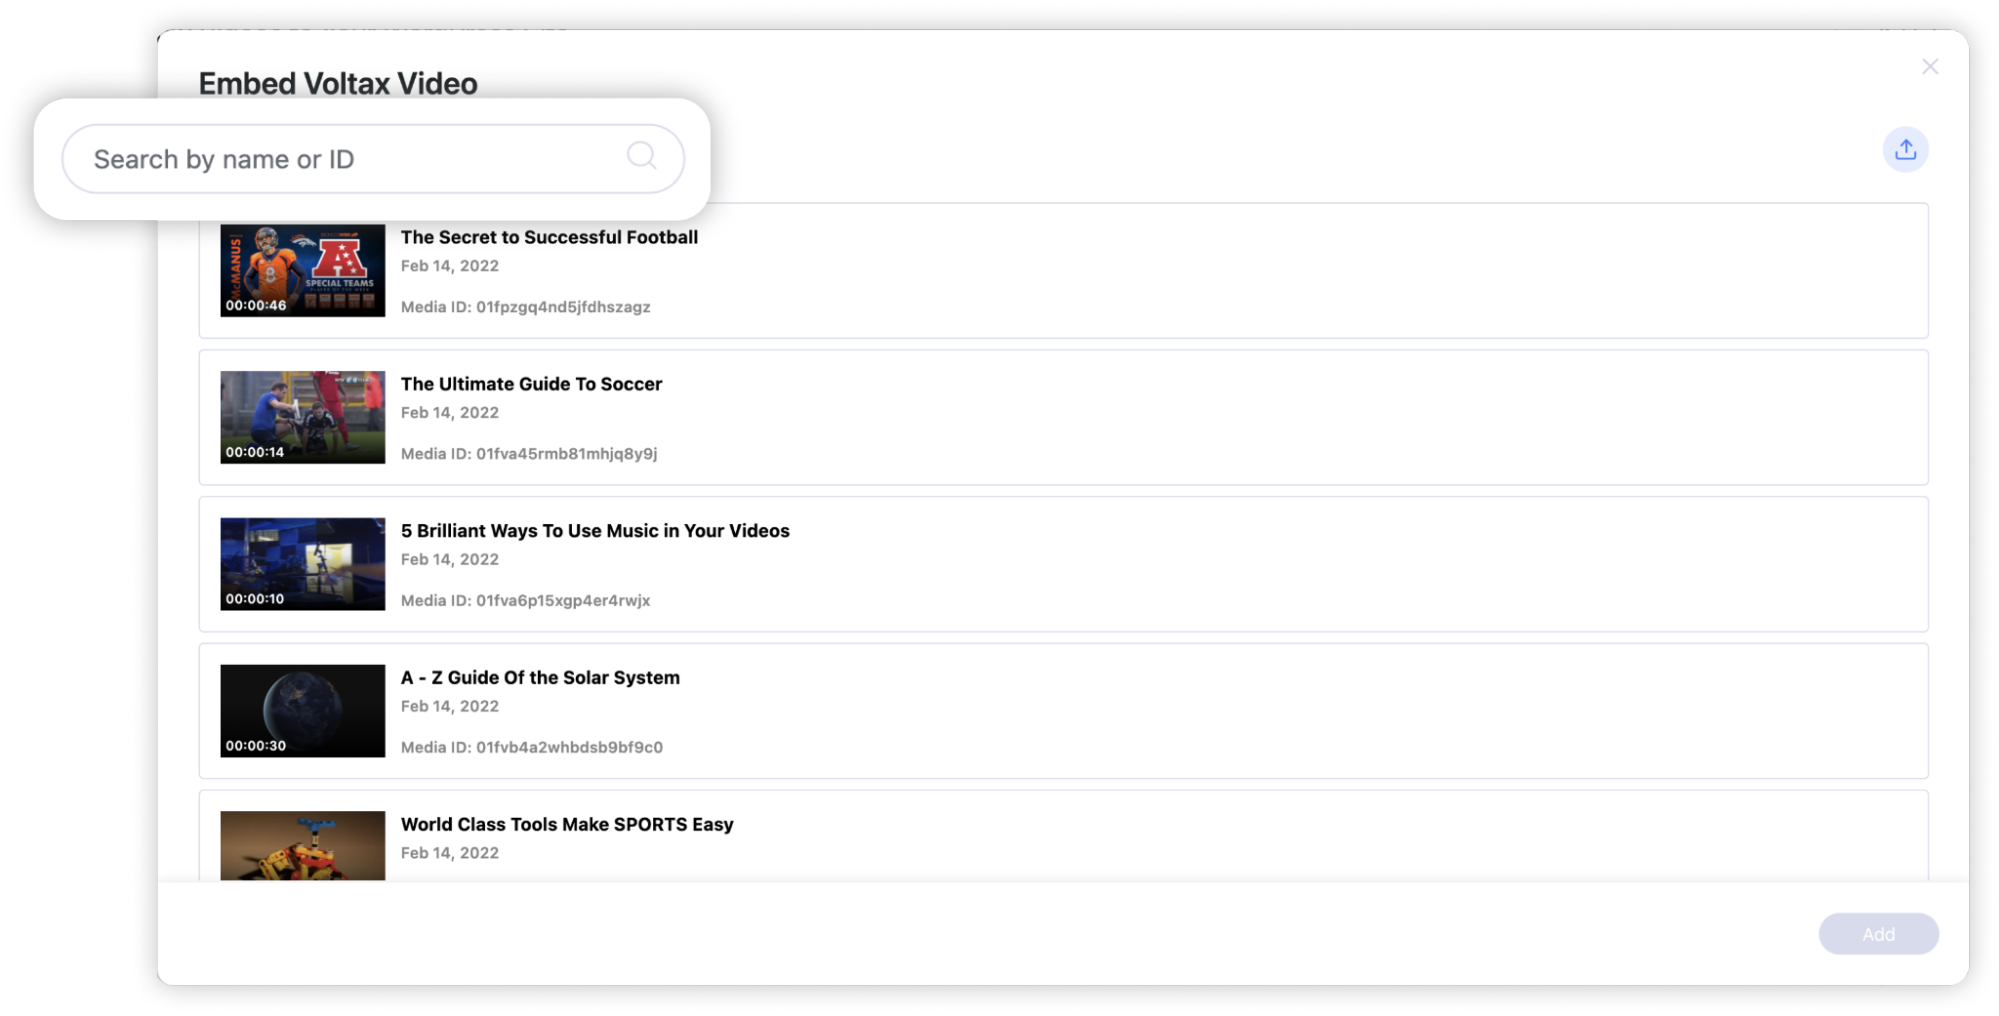 Embed Voltax Video
Search by name or ID
McMANUS
8
A
SPECIAL TEAMS
PLAYER OF THE WEEK
00:00:46
The Secret to Successful Football
Feb 14, 2022
Media ID: 01fpzgq4nd5jfdhszagz
00:00:14
The Ultimate Guide To Soccer
Feb 14, 2022
Media ID: 01fva45rmb81mhjq8y9j
00:00:10
5 Brilliant Ways To Use Music in Your Videos
Feb 14, 2022
Media ID: 01fva6p15xgp4er4rwjx
00:00:30
A - Z Guide Of the Solar System
Feb 14, 2022
Media ID: 01fvb4a2whbdsb9bf9c0
World Class Tools Make SPORTS Easy
Feb 14, 2022
Add